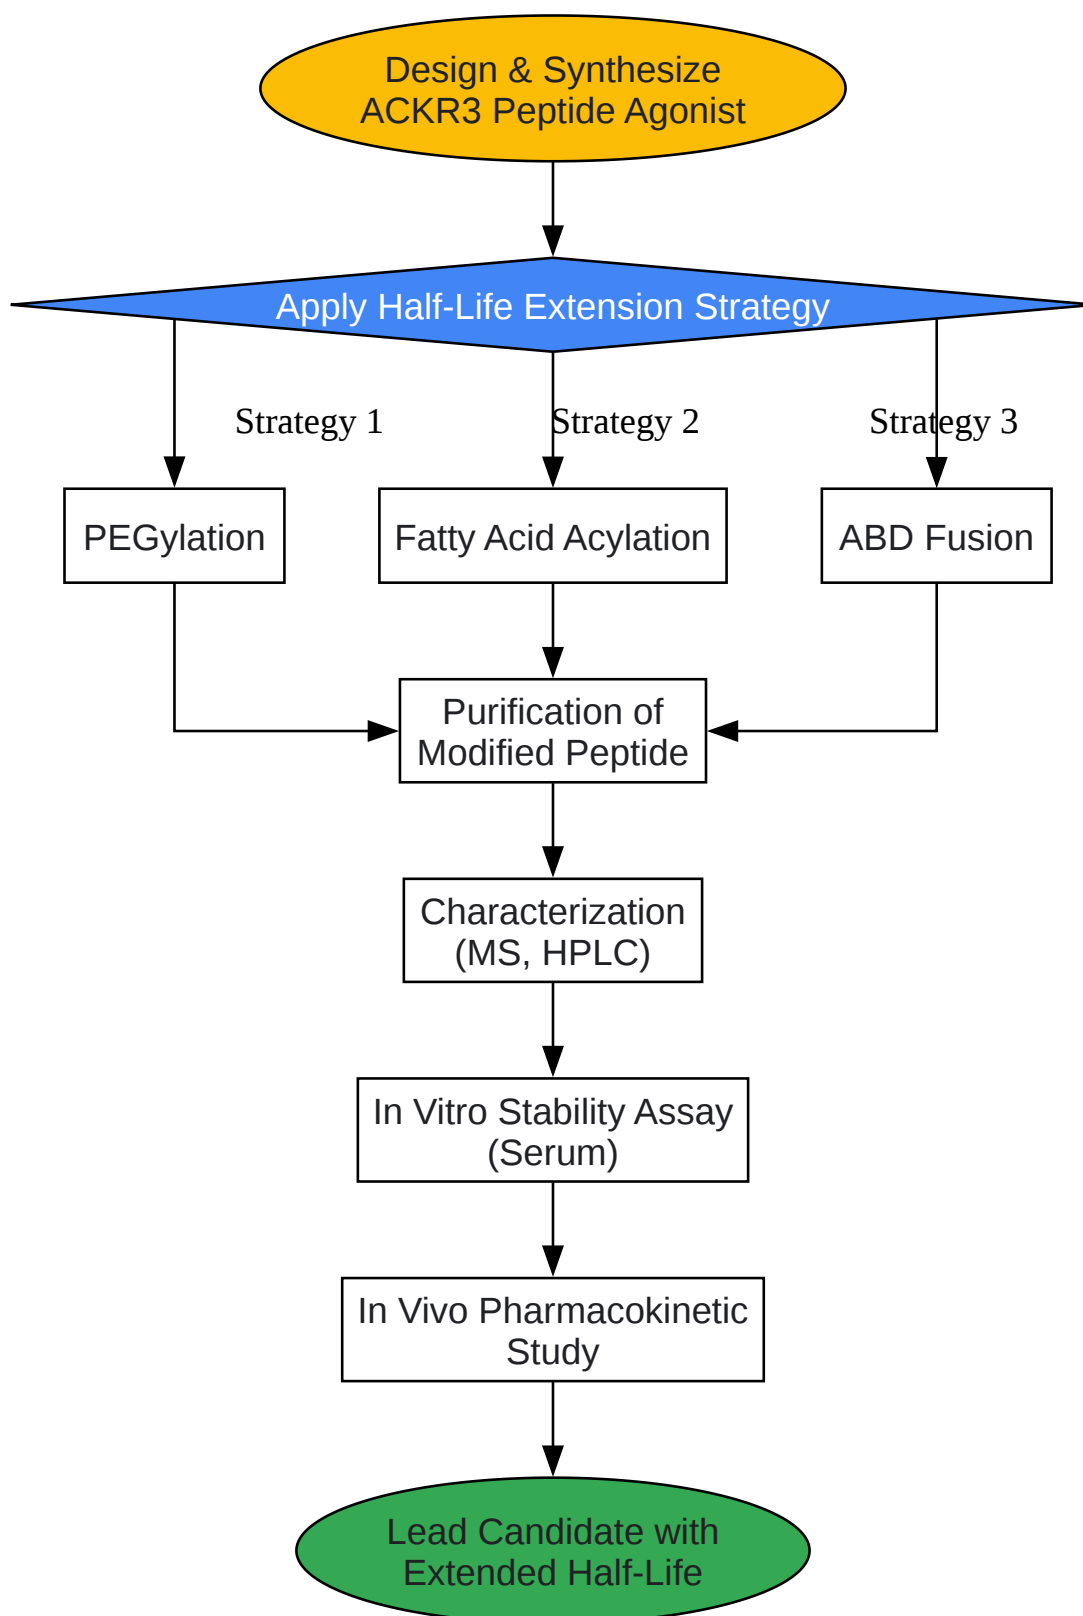 Design & Synthesize
ACKR3 Peptide Agonist
Apply Half-Life Extension Strategy
Strategy 1
Strategy 2
Strategy 3
PEGylation
Fatty Acid Acylation
ABD Fusion
Purification of
Modified Peptide
Characterization
(MS, HPLC)
In Vitro Stability Assay
(Serum)
In Vivo Pharmacokinetic
Study
Lead Candidate with
Extended Half-Life